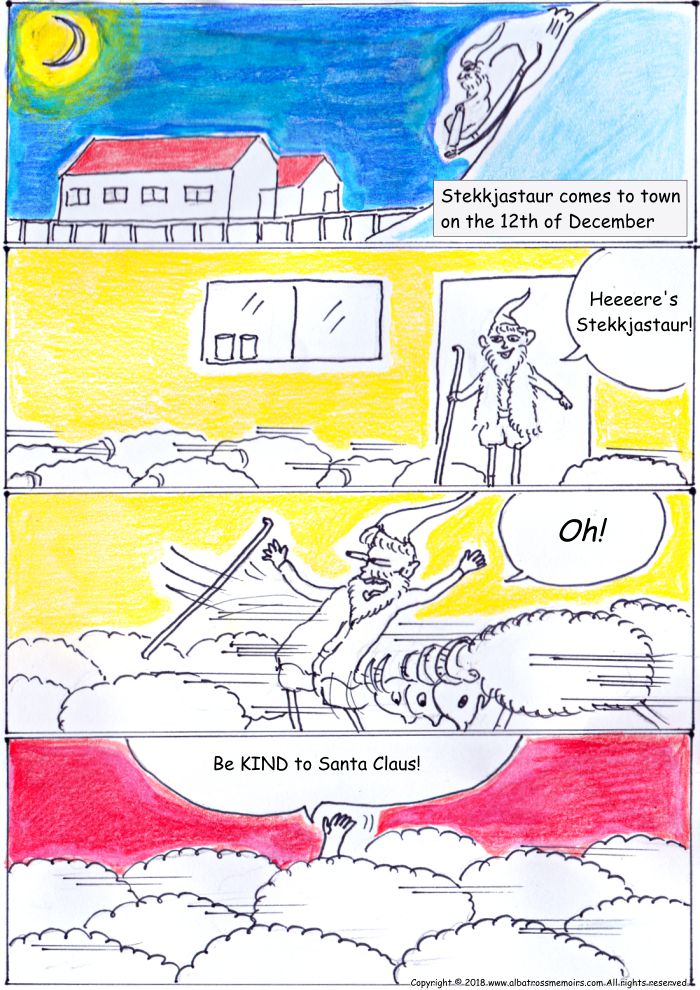 Stekkjastaur comes to town
on the 12th of December
Heeeere's
Stekkjastaur!
Oh!
Be KIND to Santa Claus!
Copyright © 2018 www.albatrossmemoirs.com. All rights reserved.